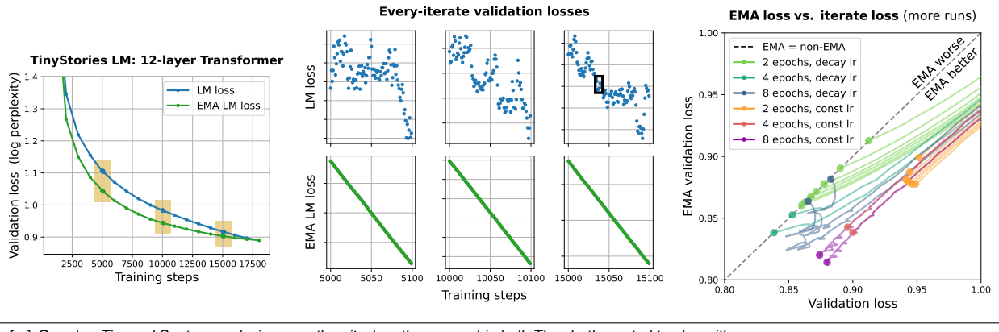 TinyStories LM: 12-layer Transformer
Validation loss (log perplexity)
1.4
1.3
1.2
1.1
1.0
0.9
LM loss
EMA LM loss
2500 5000 7500 10000 12500 15000 17500
Training steps
Every-iterate validation losses
LM loss
EMA LM loss
5000 5050 5100
10000 10050 10100
15000 15050 15100
Training steps
EMA loss vs. iterate loss (more runs)
EMA validation loss
1.00
0.95
0.90
0.85
0.80
EMA = non-EMA
2 epochs, decay lr
4 epochs, decay lr
8 epochs, decay lr
2 epochs, const lr
4 epochs, const lr
8 epochs, const lr
EMA worse
EMA better
0.80 0.85 0.90 0.95 1.00
Validation loss